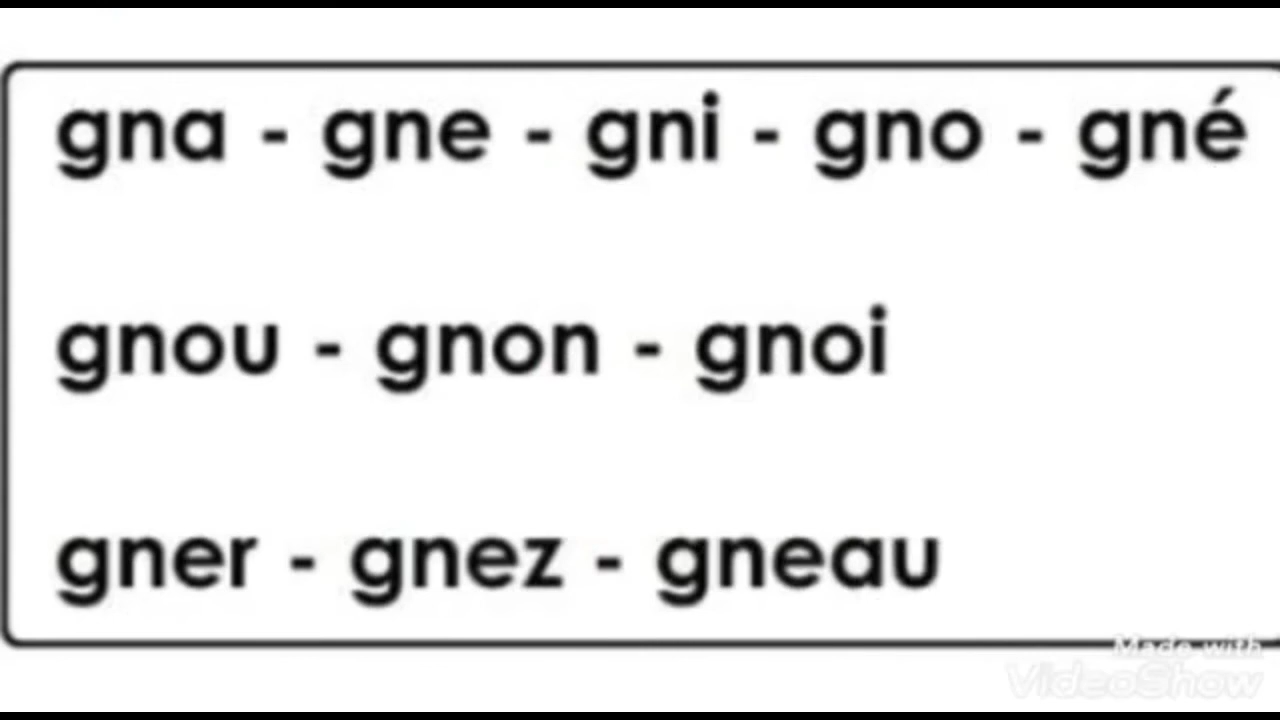 gna - gne - gni - gno - gné
gnou - gnon - gnoi
gner - gnez - gneau
Made with
VideoShow